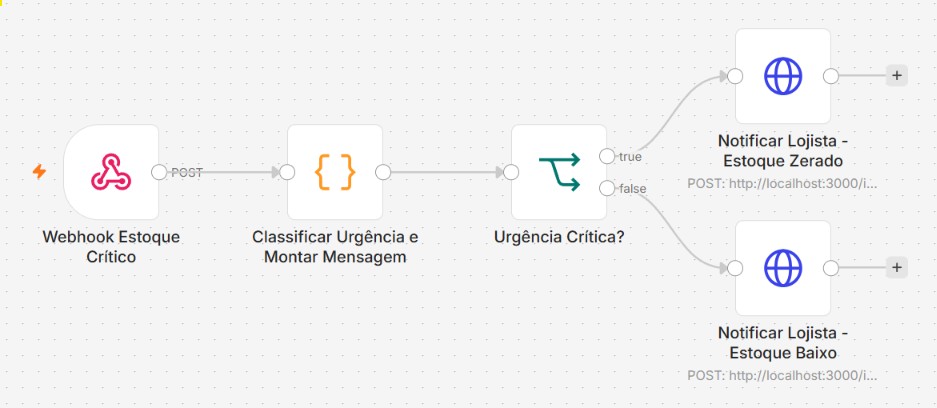 POST
Webhook Estoque
Crítico
Classificar Urgência e
Montar Mensagem
true
false
Urgência Crítica?
Notificar Lojista -
Estoque Zerado
POST: http://localhost:3000/i...
Notificar Lojista -
Estoque Baixo
POST: http://localhost:3000/i...